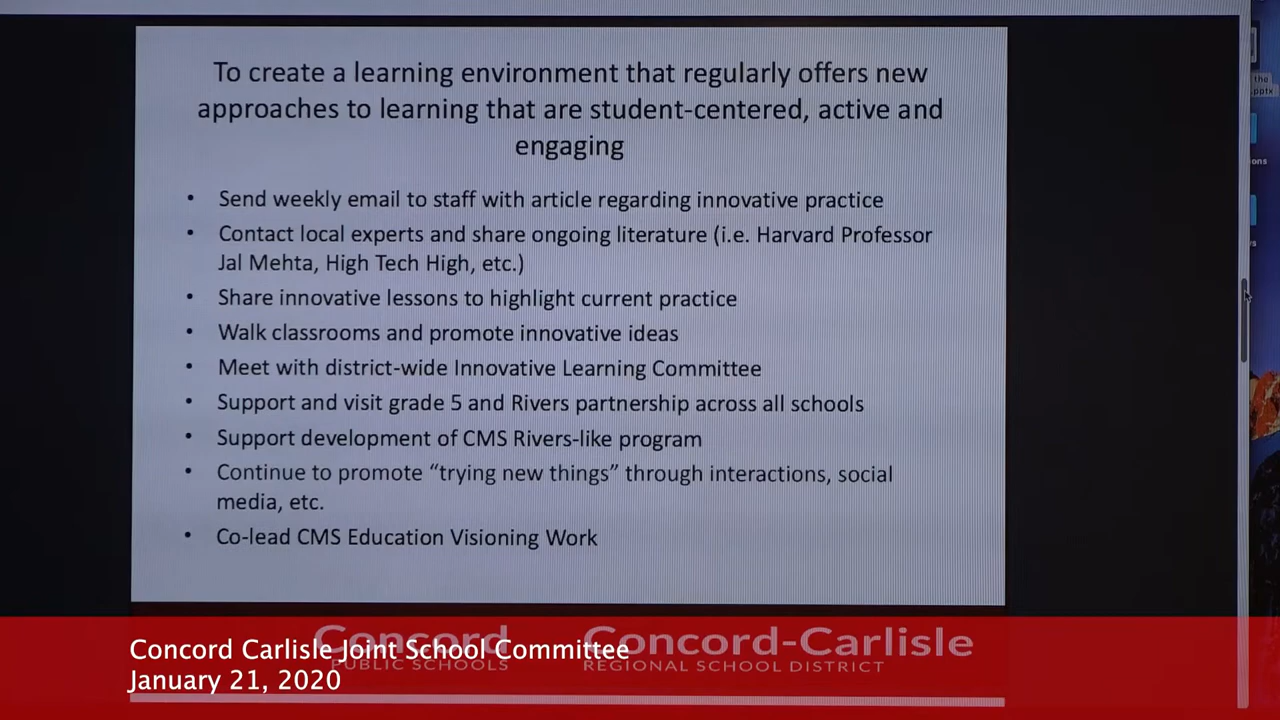 To create a learning environment that regularly offers new
approaches to learning that are student-centered, active and
engaging
• Send weekly email to staff with article regarding innovative practice
• Contact local experts and share ongoing literature (i.e. Harvard Professor
Jal Mehta, High Tech High, etc.)
• Share innovative lessons to highlight current practice
• Walk classrooms and promote innovative ideas
• Meet with district-wide Innovative Learning Committee
• Support and visit grade 5 and Rivers partnership across all schools
• Support development of CMS Rivers-like program
• Continue to promote “trying new things” through interactions, social
media, etc.
• Co-lead CMS Education Visioning Work
the
.pptx
ons
s
Concord
PUBLIC SCHOOLS
Concord-Carlisle
REGIONAL SCHOOL DISTRICT
Concord Carlisle Joint School Committee
January 21, 2020